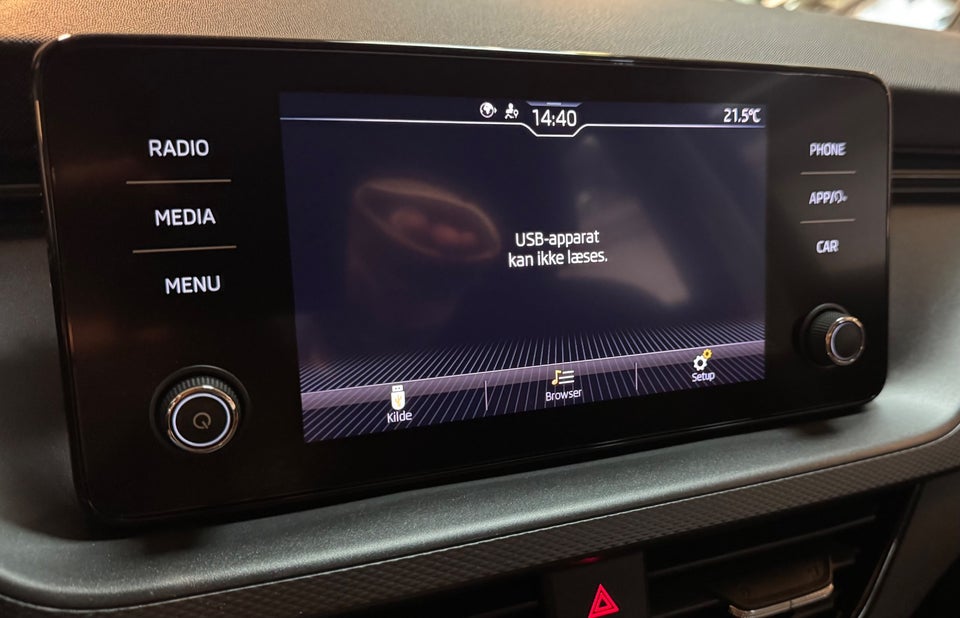 14:40
21.5°C
RADIO
MEDIA
MENU
USB-apparat
kan ikke læses.
PHONE
APP/
CAR
Kilde
Browser
Setup